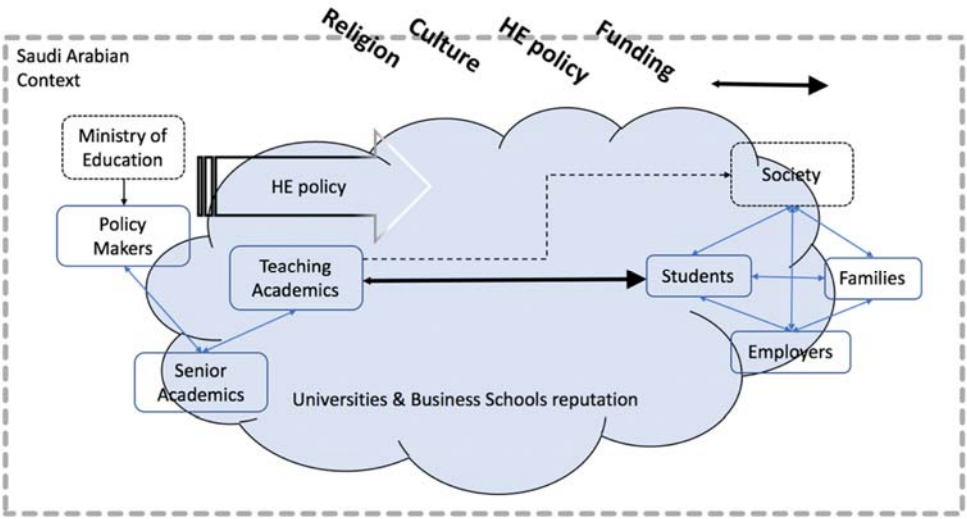 Religion
Culture
HE policy
Funding
Saudi Arabian
Context
Ministry of
Education
HE policy
Society
Policy
Makers
Teaching
Academics
Students
Families
Employers
Senior
Academics
Universities & Business Schools reputation